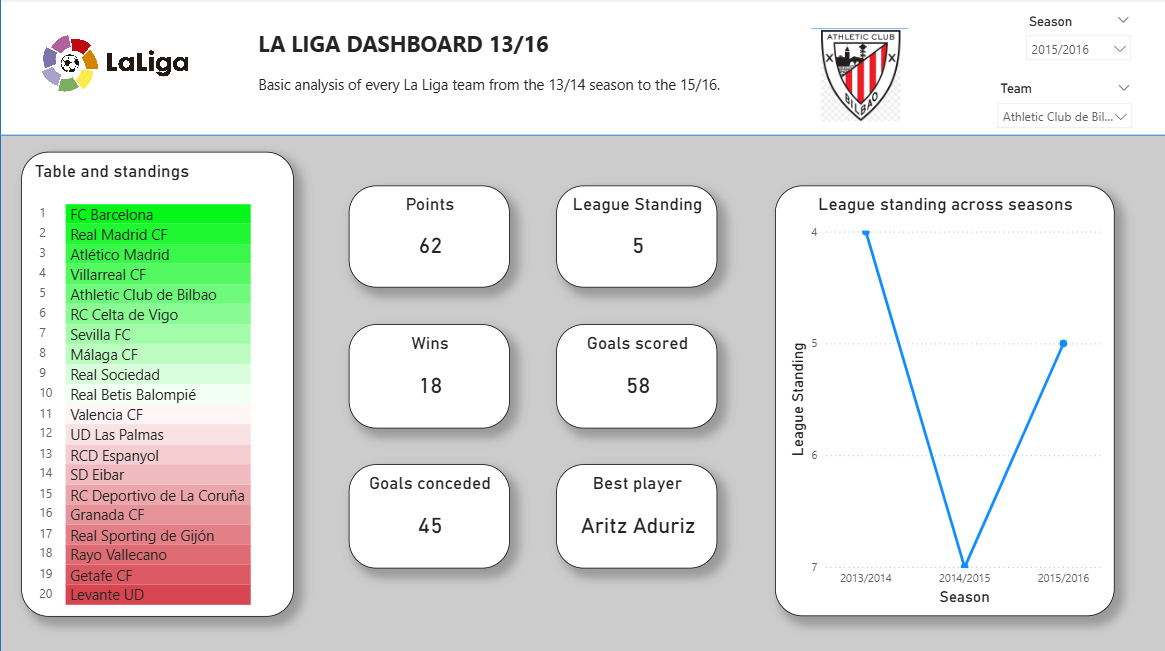 LaLiga
LA LIGA DASHBOARD 13/16
Basic analysis of every La Liga team from the 13/14 season to the 15/16.
ATHLETIC CLUB
BILBAO
Season
2015/2016
Team
Athletic Club de Bil...
Table and standings
1 FC Barcelona
2 Real Madrid CF
3 Atlético Madrid
4 Villarreal CF
5 Athletic Club de Bilbao
6 RC Celta de Vigo
7 Sevilla FC
8 Málaga CF
9 Real Sociedad
10 Real Betis Balompié
11 Valencia CF
12 UD Las Palmas
13 RCD Espanyol
14 SD Eibar
15 RC Deportivo de La Coruña
16 Granada CF
17 Real Sporting de Gijón
18 Rayo Vallecano
19 Getafe CF
20 Levante UD
Points
62
League Standing
5
Wins
18
Goals scored
58
Goals conceded
45
Best player
Aritz Aduriz
League standing across seasons
League Standing
4
5
6
7
2013/2014 2014/2015 2015/2016
Season